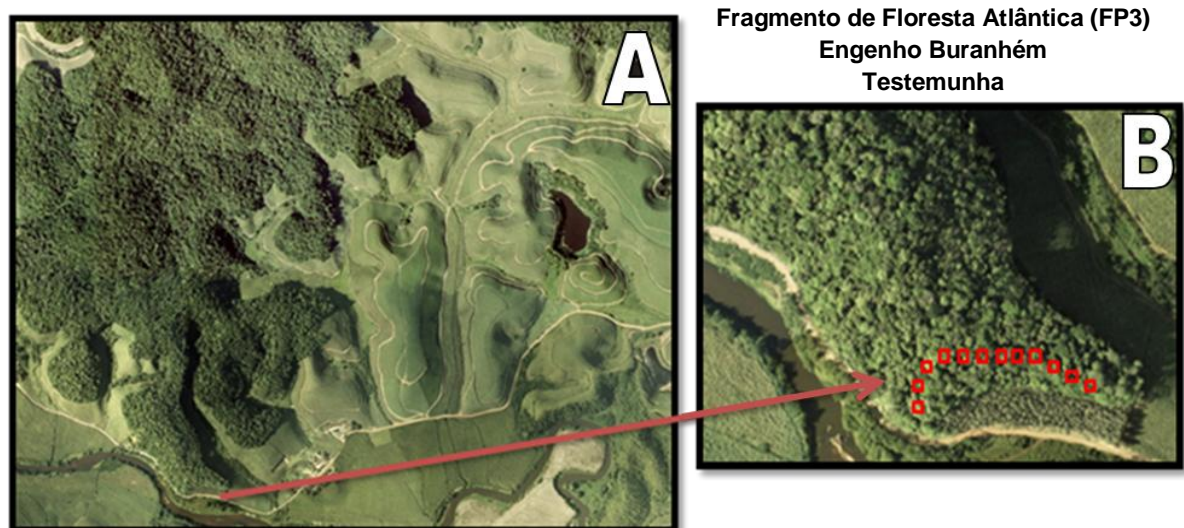 Fragmento de Floresta Atlântica (FP3)
Engenho Buranhém
Testemunha
A
B